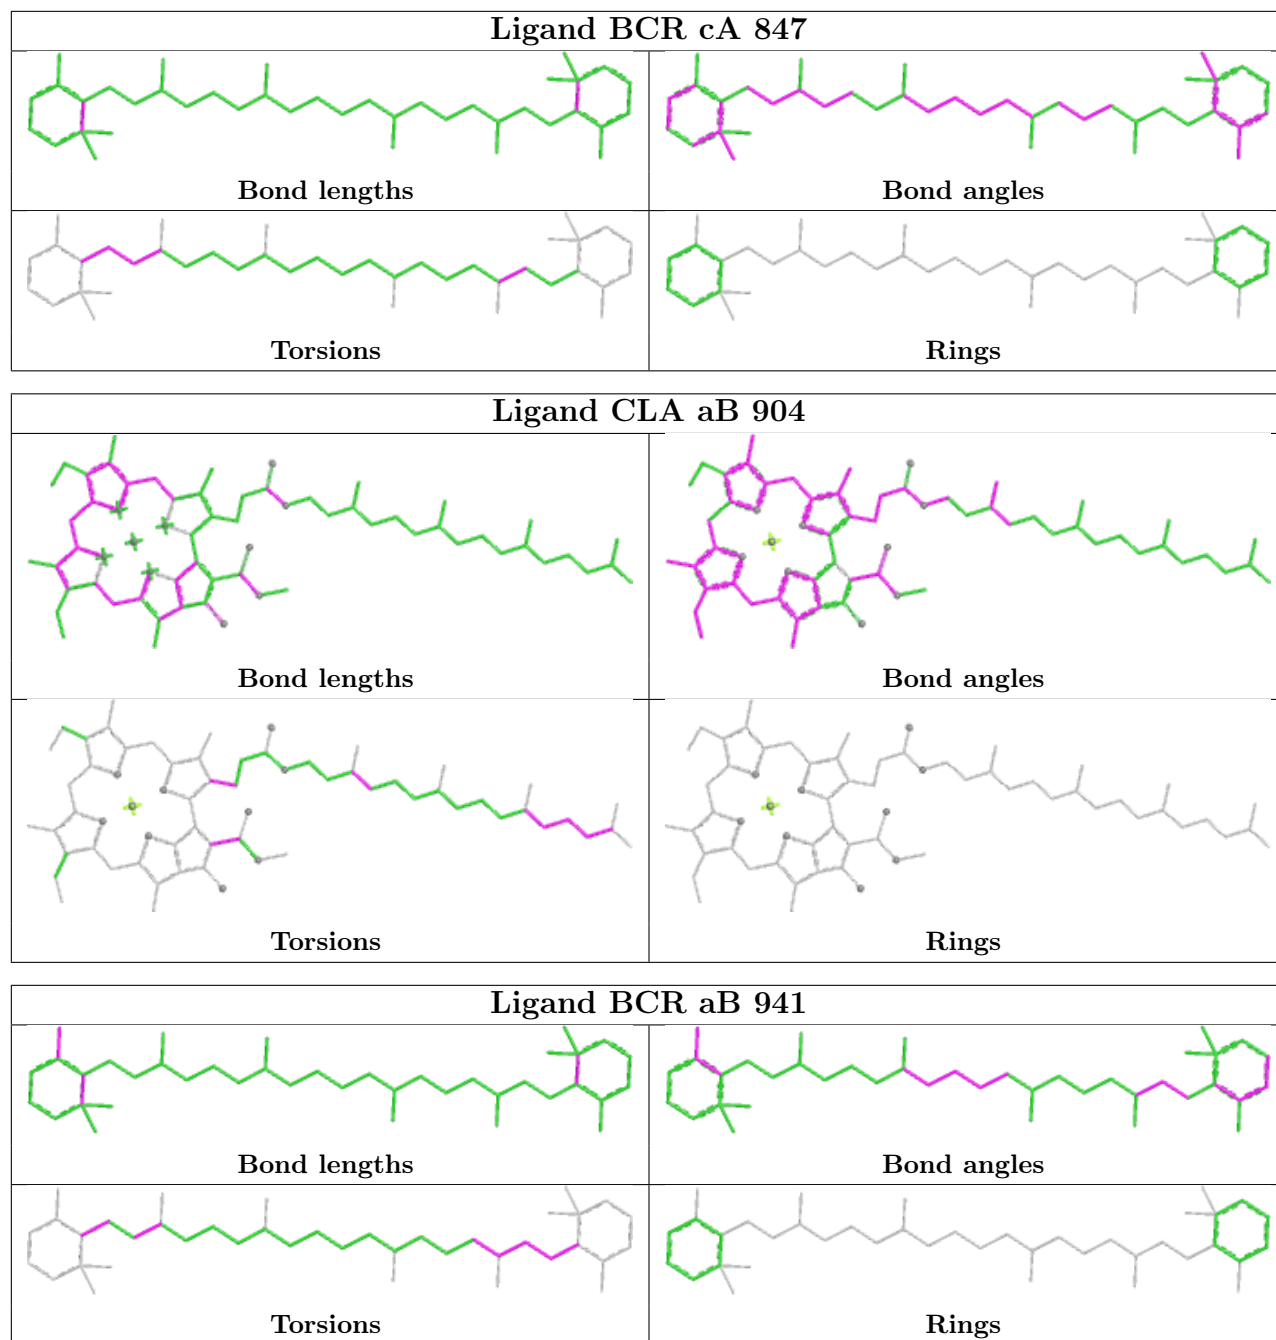 Ligand BCR cA 847
Bond lengths
Bond angles
Torsions
Rings
Ligand CLA aB 904
Bond lengths
Bond angles
Torsions
Rings
Ligand BCR aB 941
Bond lengths
Bond angles
Torsions
Rings